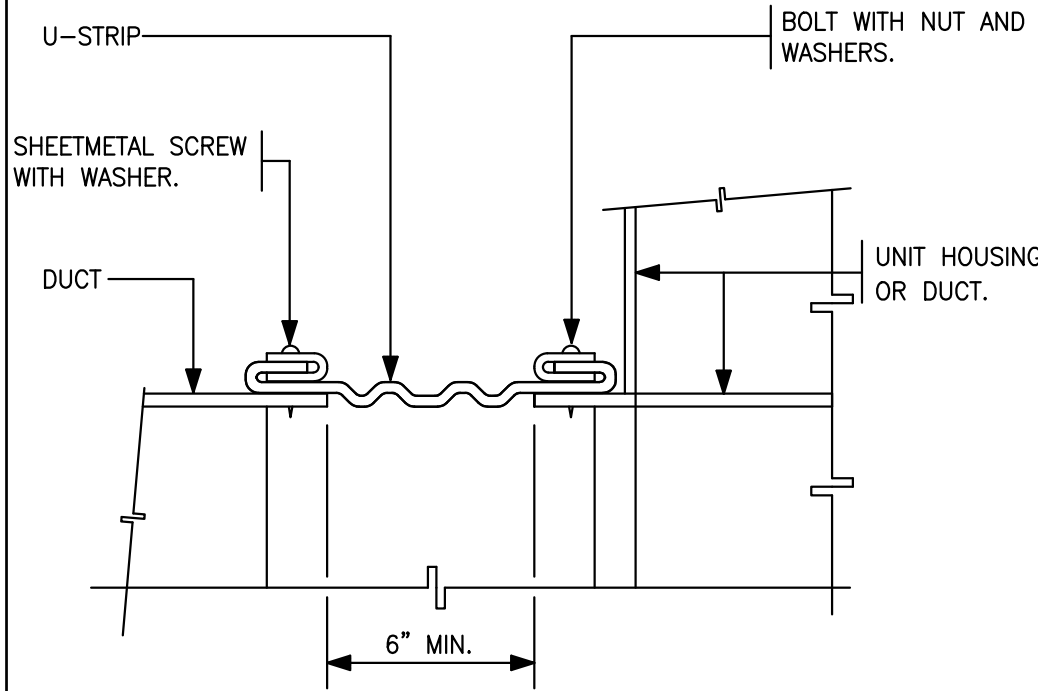 U-STRIP
BOLT WITH NUT AND
WASHERS.
SHEETMETAL SCREW
WITH WASHER.
DUCT
UNIT HOUSING
OR DUCT.
6" MIN.